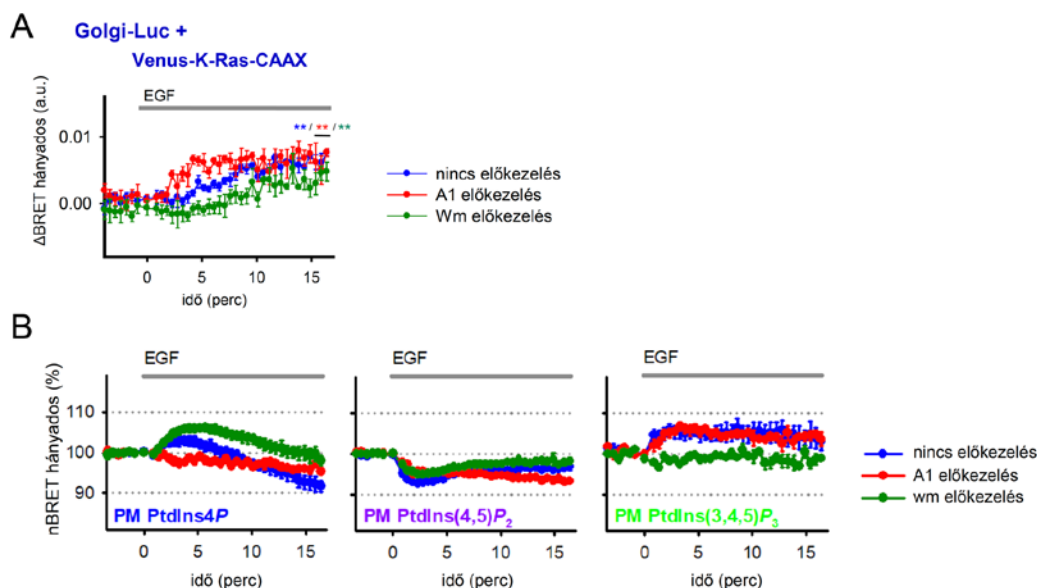 A
Golgi-Luc +
Venus-K-Ras-CAAX
EGF
** / ** / **
ΔBRET hányados (a.u.)
0.01
0.00
0 5 10 15
idő (perc)
nincs előkezelés
A1 előkezelés
Wm előkezelés
B
EGF EGF EGF
nBRET hányados (%)
110
100
90
PM PtdIns4P PM PtdIns(4,5)P₂ PM PtdIns(3,4,5)P₃
0 5 10 15 0 5 10 15 0 5 10 15
idő (perc) idő (perc) idő (perc)
nincs előkezelés
A1 előkezelés
wm előkezelés